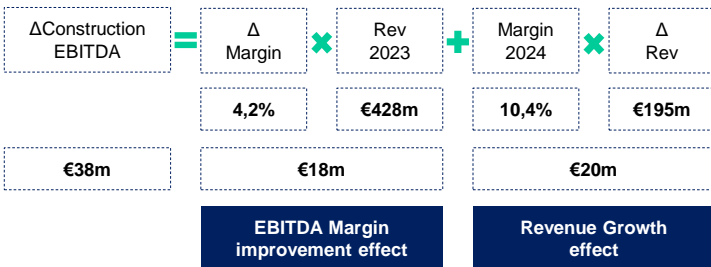 ΔConstruction
EBITDA
=
Δ
Margin
×
Rev
2023
+
Margin
2024
×
Δ
Rev
4,2%
€428m
10,4%
€195m
€38m
€18m
€20m
EBITDA Margin
improvement effect
Revenue Growth
effect